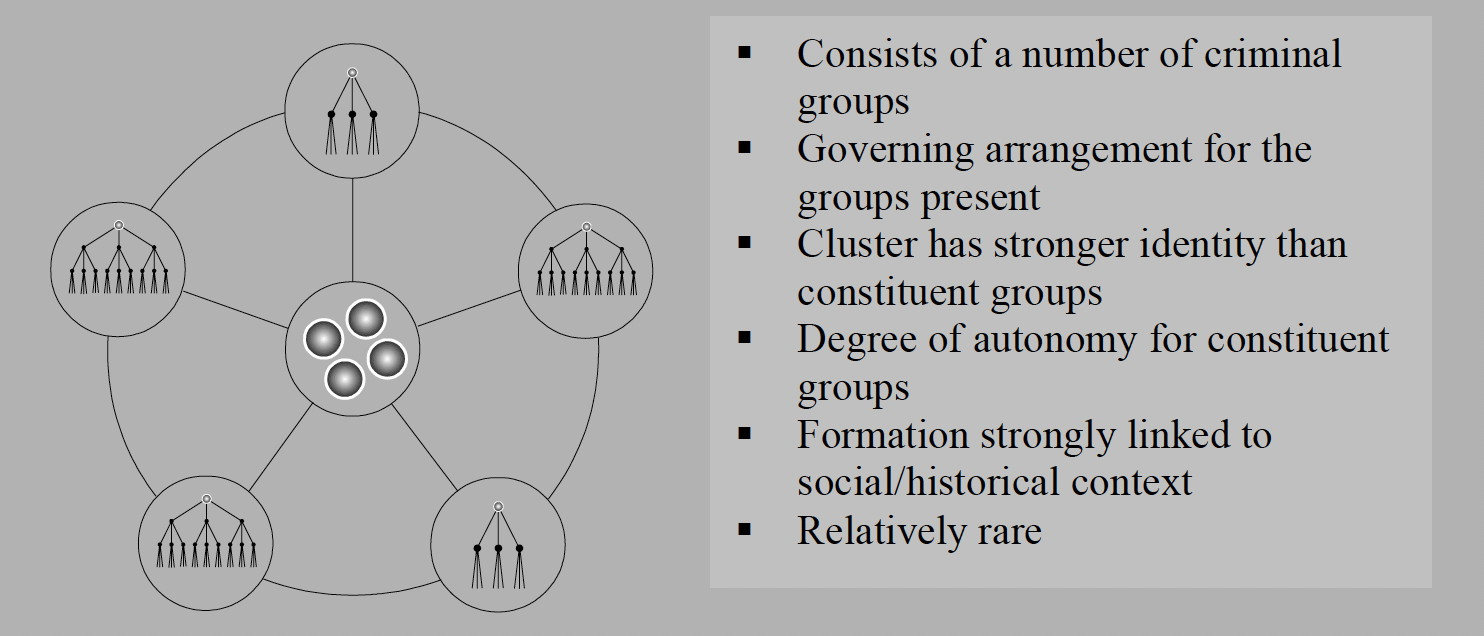 ▪ Consists of a number of criminal
groups
▪ Governing arrangement for the
groups present
▪ Cluster has stronger identity than
constituent groups
▪ Degree of autonomy for constituent
groups
▪ Formation strongly linked to
social/historical context
▪ Relatively rare